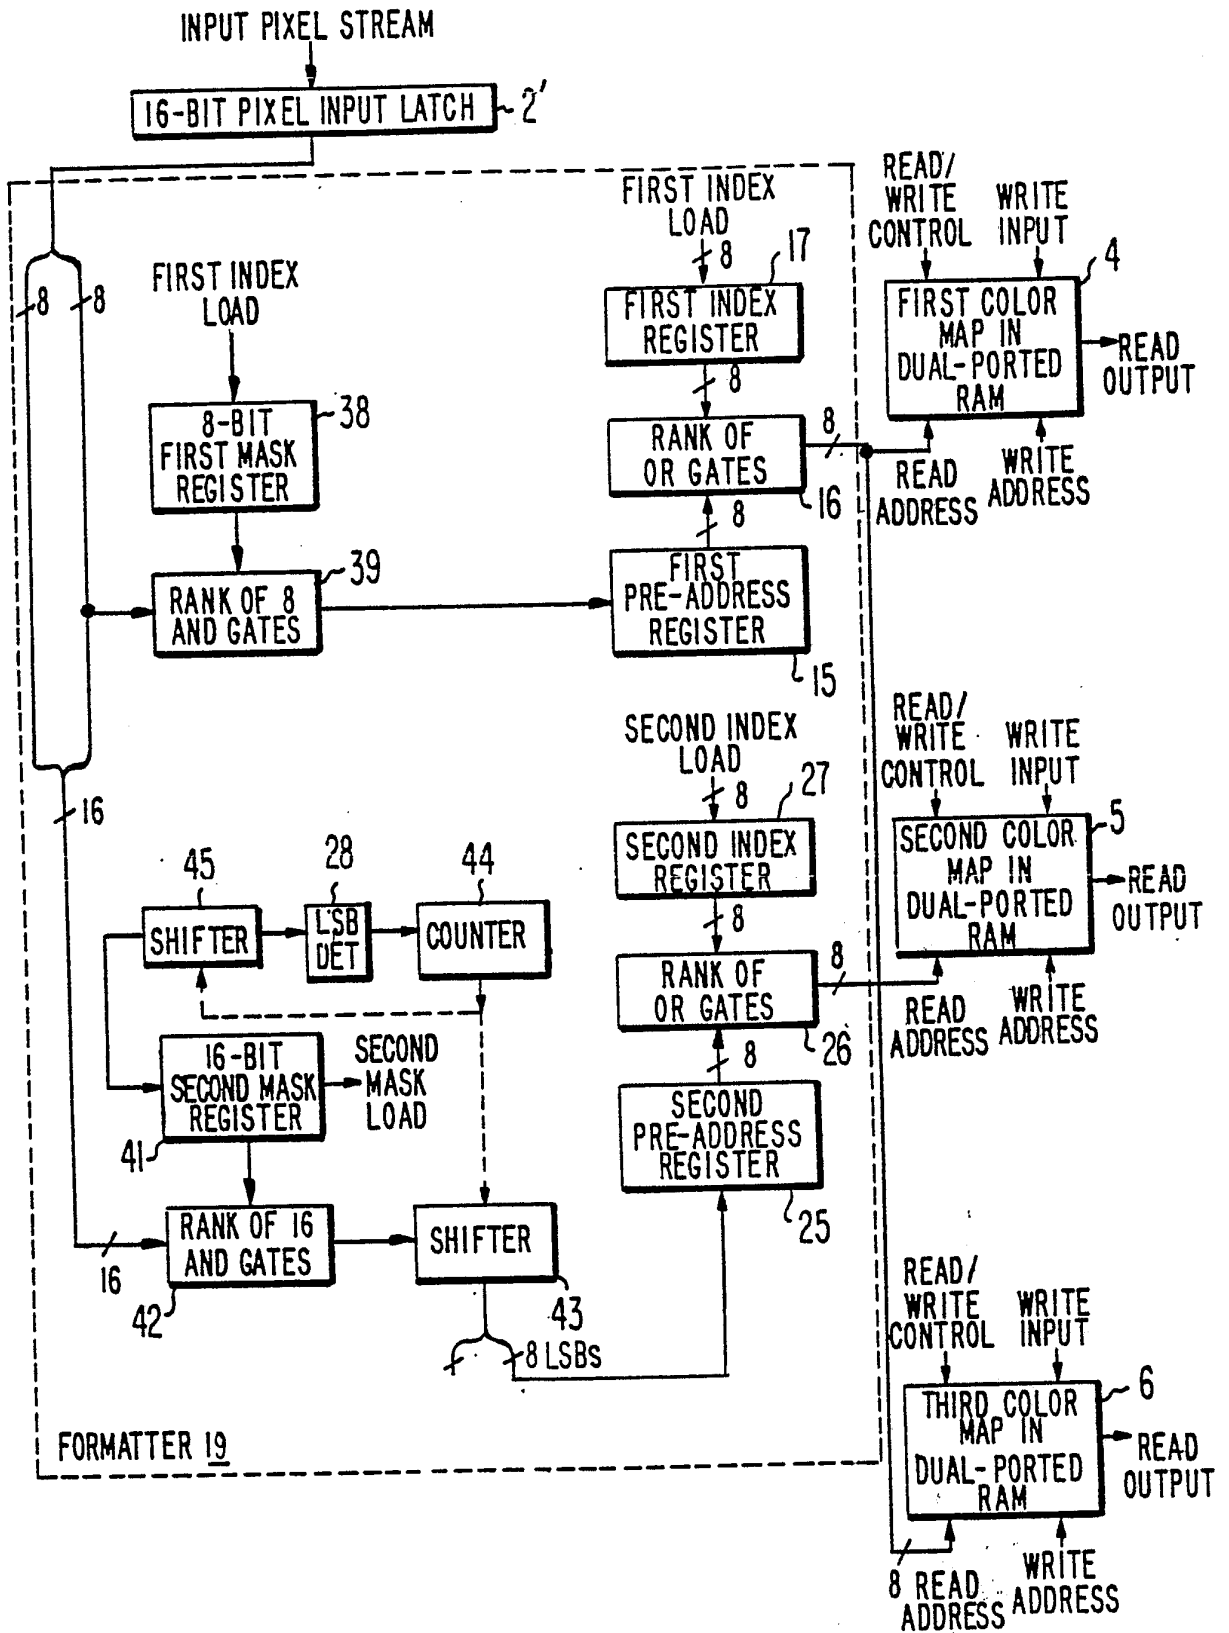 INPUT PIXEL STREAM
16-BIT PIXEL INPUT LATCH
2'
8
8
FIRST INDEX
LOAD
8-BIT
FIRST MASK
REGISTER
38
RANK OF 8
AND GATES
39
FIRST INDEX
LOAD
8
17
FIRST INDEX
REGISTER
8
RANK OF
OR GATES
8
16
8
FIRST
PRE-ADDRESS
REGISTER
15
READ/
WRITE
CONTROL
WRITE
INPUT
4
FIRST COLOR
MAP IN
DUAL-PORTED
RAM
READ
OUTPUT
READ
ADDRESS
WRITE
ADDRESS
16
45
SHIFTER
28
LSB
DET
44
COUNTER
16-BIT
SECOND MASK
REGISTER
41
SECOND
MASK
LOAD
16
RANK OF 16
AND GATES
42
SHIFTER
43
8 LSBs
SECOND INDEX
LOAD
8
27
SECOND INDEX
REGISTER
8
RANK OF
OR GATES
8
26
8
SECOND
PRE-ADDRESS
REGISTER
25
READ/
WRITE
CONTROL
WRITE
INPUT
5
SECOND COLOR
MAP IN
DUAL-PORTED
RAM
READ
OUTPUT
READ
ADDRESS
WRITE
ADDRESS
READ/
WRITE
CONTROL
WRITE
INPUT
6
THIRD COLOR
MAP IN
DUAL-PORTED
RAM
READ
OUTPUT
8
READ
ADDRESS
WRITE
ADDRESS
FORMATTER 19